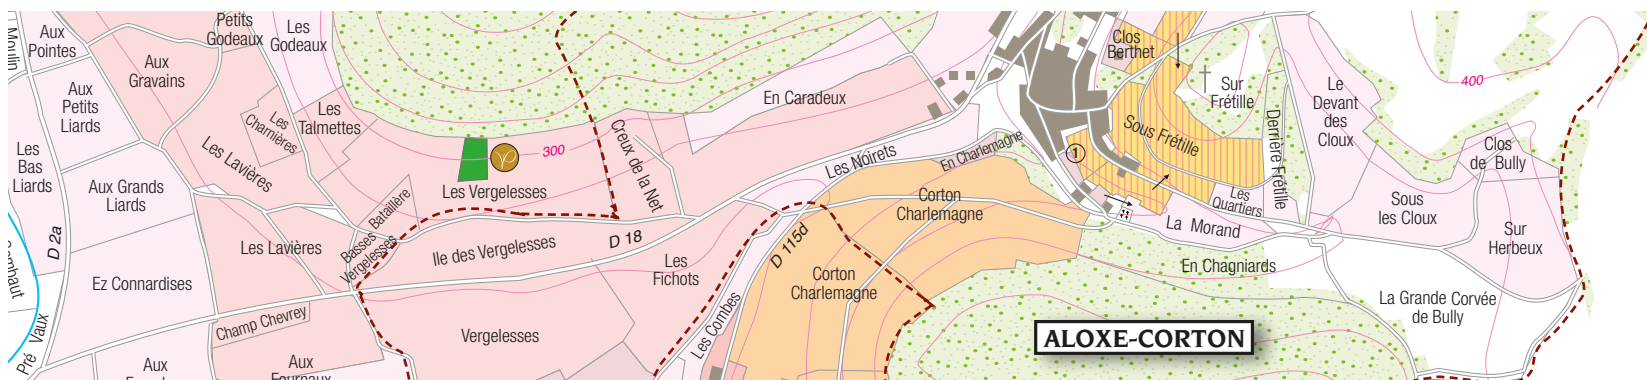 Moulin
Aux
Pointes
Petits
Godeaux
Les
Godeaux
Aux
Gravains
Aux
Petits
Liards
Les
Charnières
Les
Talmettes
Les Lavières
Les
Bas
Liards
Aux Grands
Liards
300
Creux de la Net
Les Vergelesses
En Caradeux
Les Noirets
En Charlemagne
Clos
Berthet
1
Sous Frétille
Sur
Frétille
Derrière Frétille
Le
Devant
des
Cloux
400
Clos
de Bully
Corton
Charlemagne
Les
Quartiers
La Morand
Sous
les Cloux
Sur
Herbeux
D 2a
Les Lavières
Basses
Vergelesses
Bataillère
Ile des Vergelesses
D 18
D 115d
Les
Fichots
Corton
Charlemagne
En Chagniards
La Grande Corvée
de Bully
Ez Connardises
Champ Chevrey
Vergelesses
Les Combes
ALOXE-CORTON
Pré Vaux
Aux
Aux